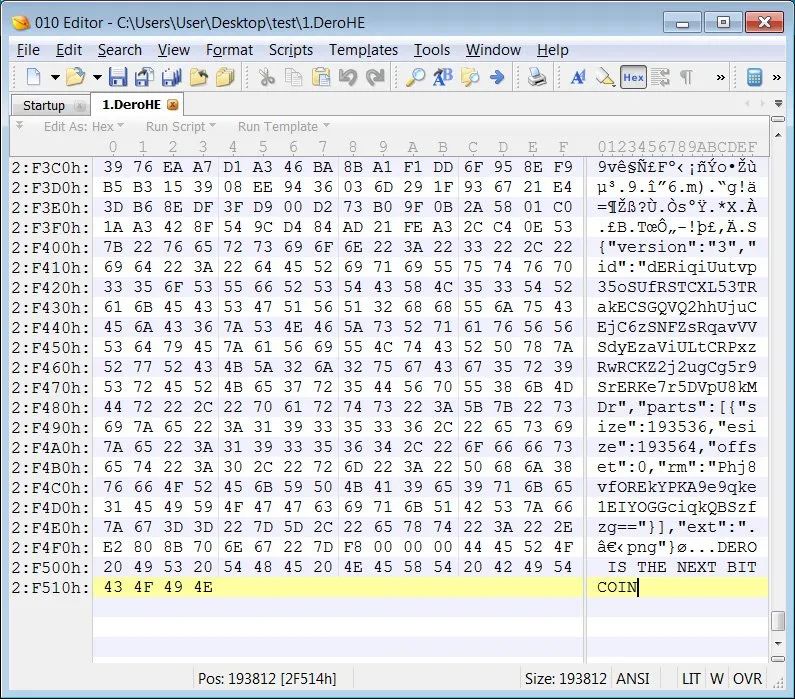 010 Editor - C:\Users\User\Desktop\test\1.DeroHE
File Edit Search View Format Scripts Templates Tools Window Help
Hex
Startup 1.DeroHE
Edit As: Hex Run Script Run Template
0 1 2 3 4 5 6 7 8 9 A B C D E F 0123456789ABCDEF
2:F3C0h: 39 76 EA A7 D1 A3 46 BA 8B A1 F1 DD 6F 95 8E F9 9vê§Ñ£Fº‹¡ñÝo•Žù
2:F3D0h: B5 B3 15 39 08 EE 94 36 03 6D 29 1F 93 67 21 E4 µ³.9.î”6.m).“g!ä
2:F3E0h: 3D B6 8E DF 3F D9 00 D2 73 B0 9F 0B 2A 58 01 C0 =¶Žß?Ù.Òs°Ÿ.*X.À
2:F3F0h: 1A A3 42 8F 54 9C D4 84 AD 21 FE A3 2C C4 0E 53 .£B.TœÔ„-!þ£,Ä.S
2:F400h: 7B 22 76 65 72 73 69 6F 6E 22 3A 22 33 22 2C 22 {"version":"3","
2:F410h: 69 64 22 3A 22 64 45 52 69 71 69 55 75 74 76 70 id":"dERiqiUutvp
2:F420h: 33 35 6F 53 55 66 52 53 54 43 58 4C 35 33 54 52 35oSUfRSTCXL53TR
2:F430h: 61 6B 45 43 53 47 51 56 51 32 68 68 55 6A 75 43 akECSGQVQ2hhUjuC
2:F440h: 45 6A 43 36 7A 53 4E 46 5A 73 52 71 61 76 56 56 EjC6zSNFZsRqavVV
2:F450h: 53 64 79 45 7A 61 56 69 55 4C 74 43 52 50 78 7A SdyEzaViULtCRPxz
2:F460h: 52 77 52 43 4B 5A 32 6A 32 75 67 43 67 35 72 39 RwRCKZ2j2ugCg5r9
2:F470h: 53 72 45 52 4B 65 37 72 35 44 56 70 55 38 6B 4D SrERKe7r5DVpU8kM
2:F480h: 44 72 22 2C 22 70 61 72 74 73 22 3A 5B 7B 22 73 Dr","parts":[{"s
2:F490h: 69 7A 65 22 3A 31 39 33 35 33 36 2C 22 65 73 69 ize":193536,"esi
2:F4A0h: 7A 65 22 3A 31 39 33 35 36 34 2C 22 6F 66 66 73 ze":193564,"offs
2:F4B0h: 65 74 22 3A 30 2C 22 72 6D 22 3A 22 50 68 6A 38 et":0,"rm":"Phj8
2:F4C0h: 76 66 4F 52 45 6B 59 50 4B 41 39 65 39 71 6B 65 vfOREkYPKA9e9qke
2:F4D0h: 31 45 49 59 4F 47 47 63 69 71 6B 51 42 53 7A 66 1EIYOGGciqkQBSzf
2:F4E0h: 7A 67 3D 3D 22 7D 5D 2C 22 65 78 74 22 3A 22 2E zg=="}],"ext":".
2:F4F0h: E2 80 8B 70 6E 67 22 7D F8 00 00 00 44 45 52 4F â€‹png"}ø...DERO
2:F500h: 20 49 53 20 54 48 45 20 4E 45 58 54 20 42 49 54 IS THE NEXT BIT
2:F510h: 43 4F 49 4E COIN
Pos: 193812 [2F514h] Size: 193812 ANSI LIT W OVR